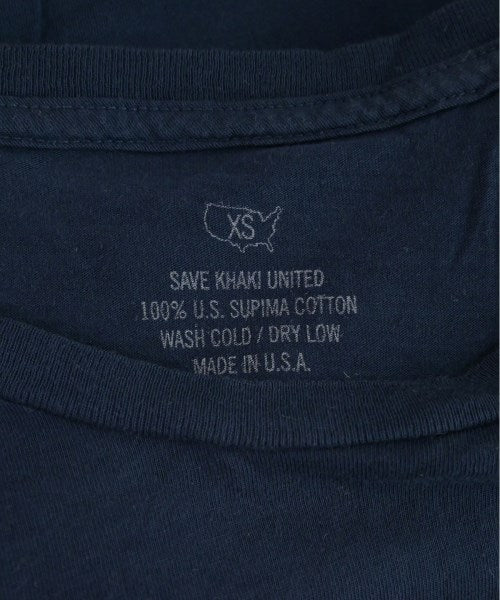 XS
SAVE KHAKI UNITED
100% U.S. SUPIMA COTTON
WASH COLD / DRY LOW
MADE IN U.S.A.